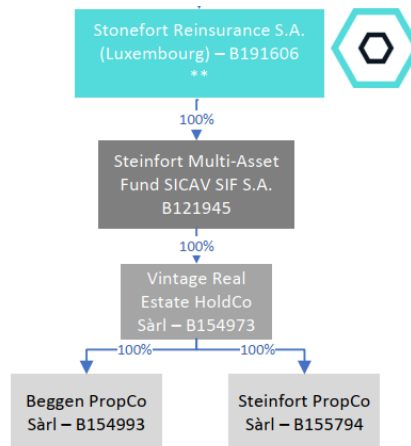 Stonefort Reinsurance S.A.
(Luxembourg) – B191606
**
100%
Steinfort Multi-Asset
Fund SICAV SIF S.A.
B121945
100%
Vintage Real
Estate HoldCo
Sàrl – B154973
100%
100%
Beggen PropCo
Sàrl – B154993
Steinfort PropCo
Sàrl – B155794